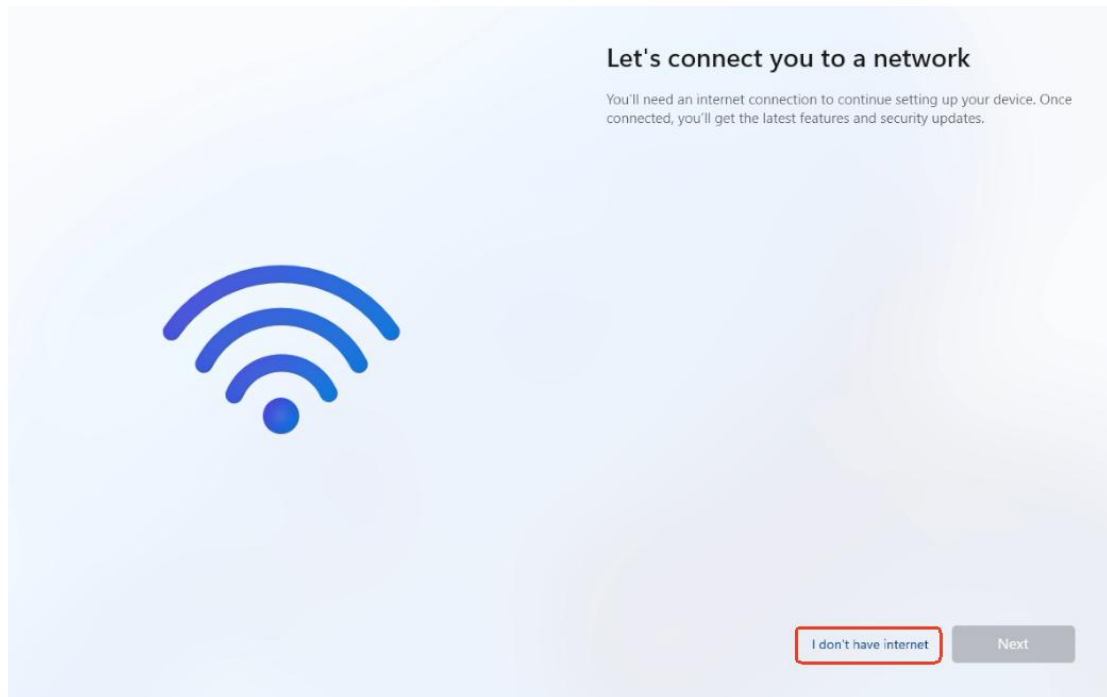 Let's connect you to a network
You'll need an internet connection to continue setting up your device. Once
connected, you'll get the latest features and security updates.
I don't have internet
Next